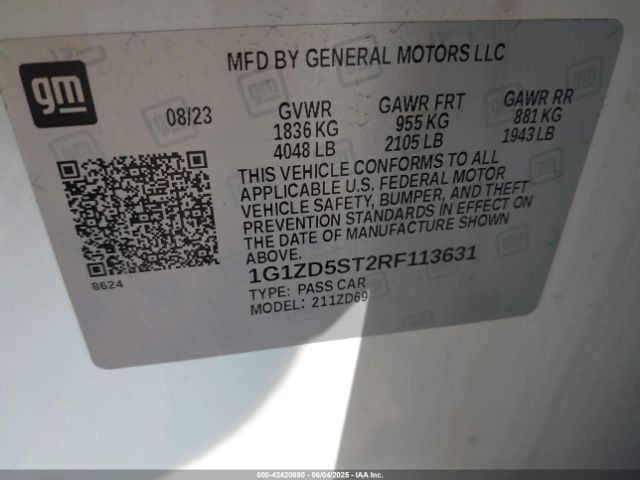 gm
MFD BY GENERAL MOTORS LLC
08/23
GVWR
1836 KG
4048 LB
GAWR FRT
955 KG
2105 LB
GAWR RR
881 KG
1943 LB
THIS VEHICLE CONFORMS TO ALL
APPLICABLE U.S. FEDERAL MOTOR
VEHICLE SAFETY, BUMPER, AND THEFT
PREVENTION STANDARDS IN EFFECT ON
THE DATE OF MANUFACTURE SHOWN
ABOVE.
1G1ZD5ST2RF113631
TYPE: PASS CAR
MODEL: 211ZD69
8624
000-42420890 - 06/04/2025 - IAA Inc.